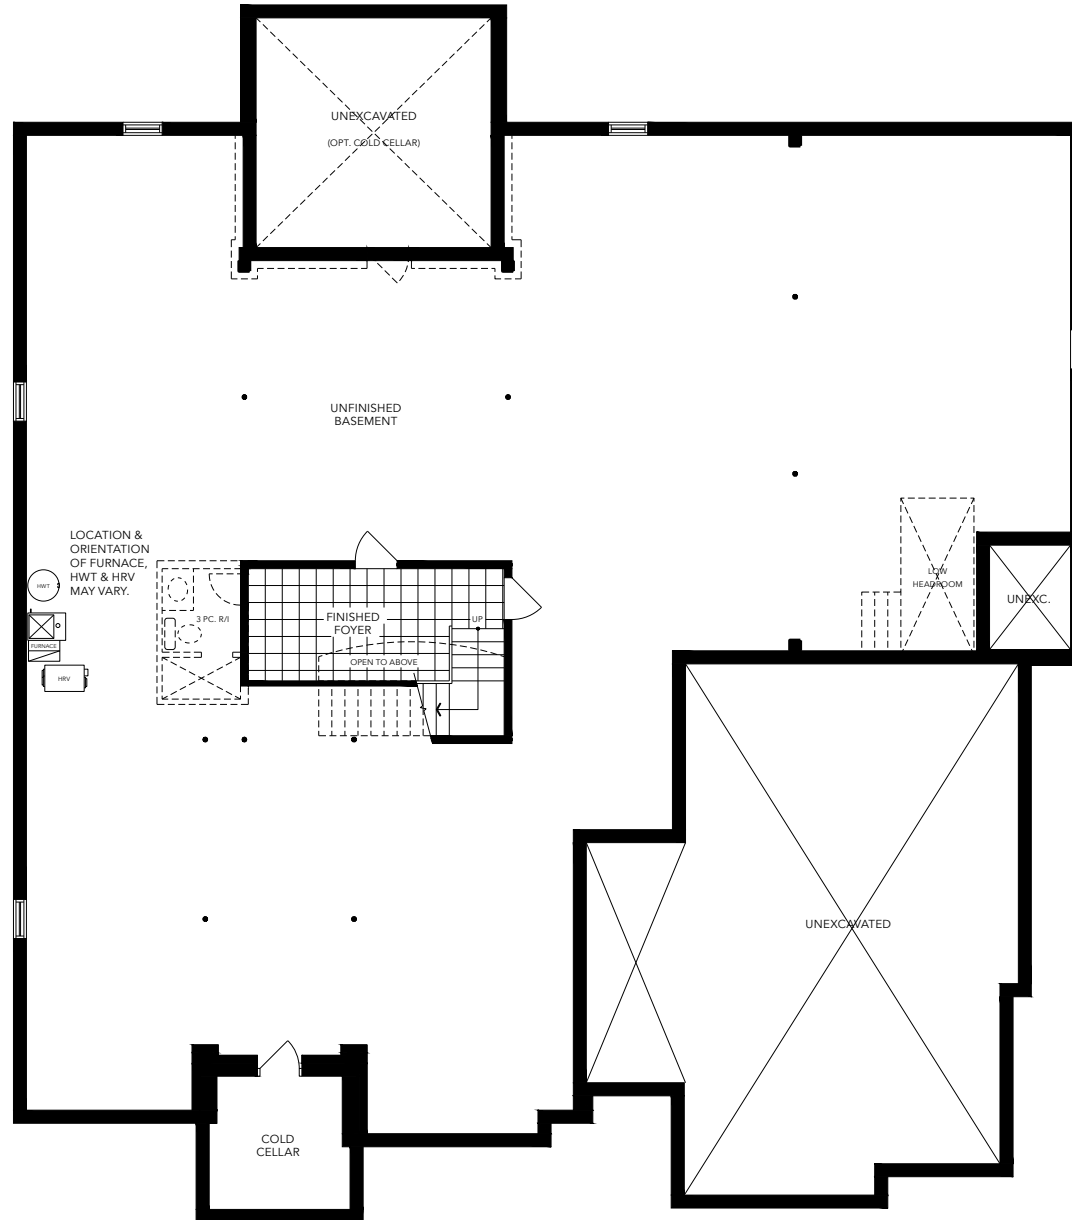 UNEXCAVATED
(OPT. COLD CELLAR)
UNFINISHED
BASEMENT
LOCATION &
ORIENTATION
OF FURNACE,
HWT & HRV
MAY VARY.
HWT
FURNACE
HRV
3 PC. R/I
FINISHED
FOYER
UP
OPEN TO ABOVE
LOW
HEADROOM
UNEXC.
UNEXCAVATED
COLD
CELLAR